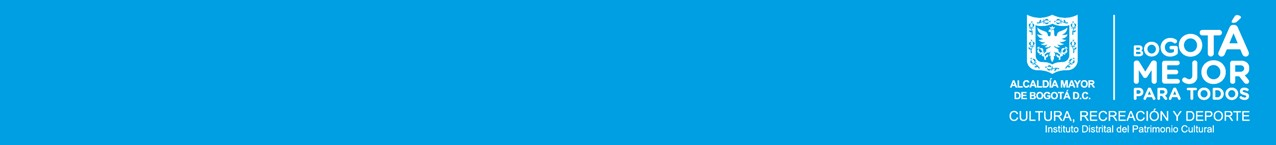 ALCALDÍA MAYOR
DE BOGOTÁ D.C.
BOGOTÁ
MEJOR
PARA TODOS
CULTURA, RECREACIÓN Y DEPORTE
Instituto Distrital del Patrimonio Cultural